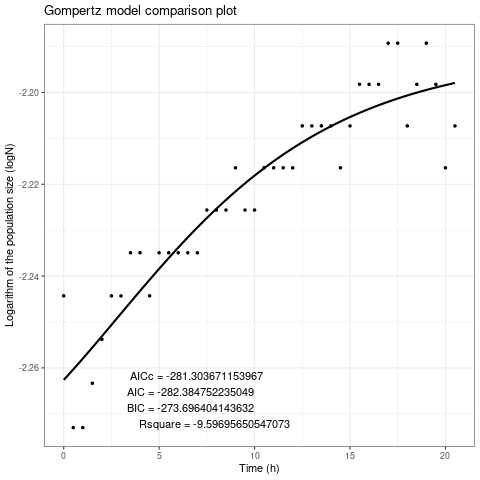 Gompertz model comparison plot
Logarithm of the population size (logN)
-2.20
-2.22
-2.24
-2.26
AICc = -281.303671153967
AIC = -282.384752235049
BIC = -273.696404143632
Rsquare = -9.59695650547073
0 5 10 15 20
Time (h)